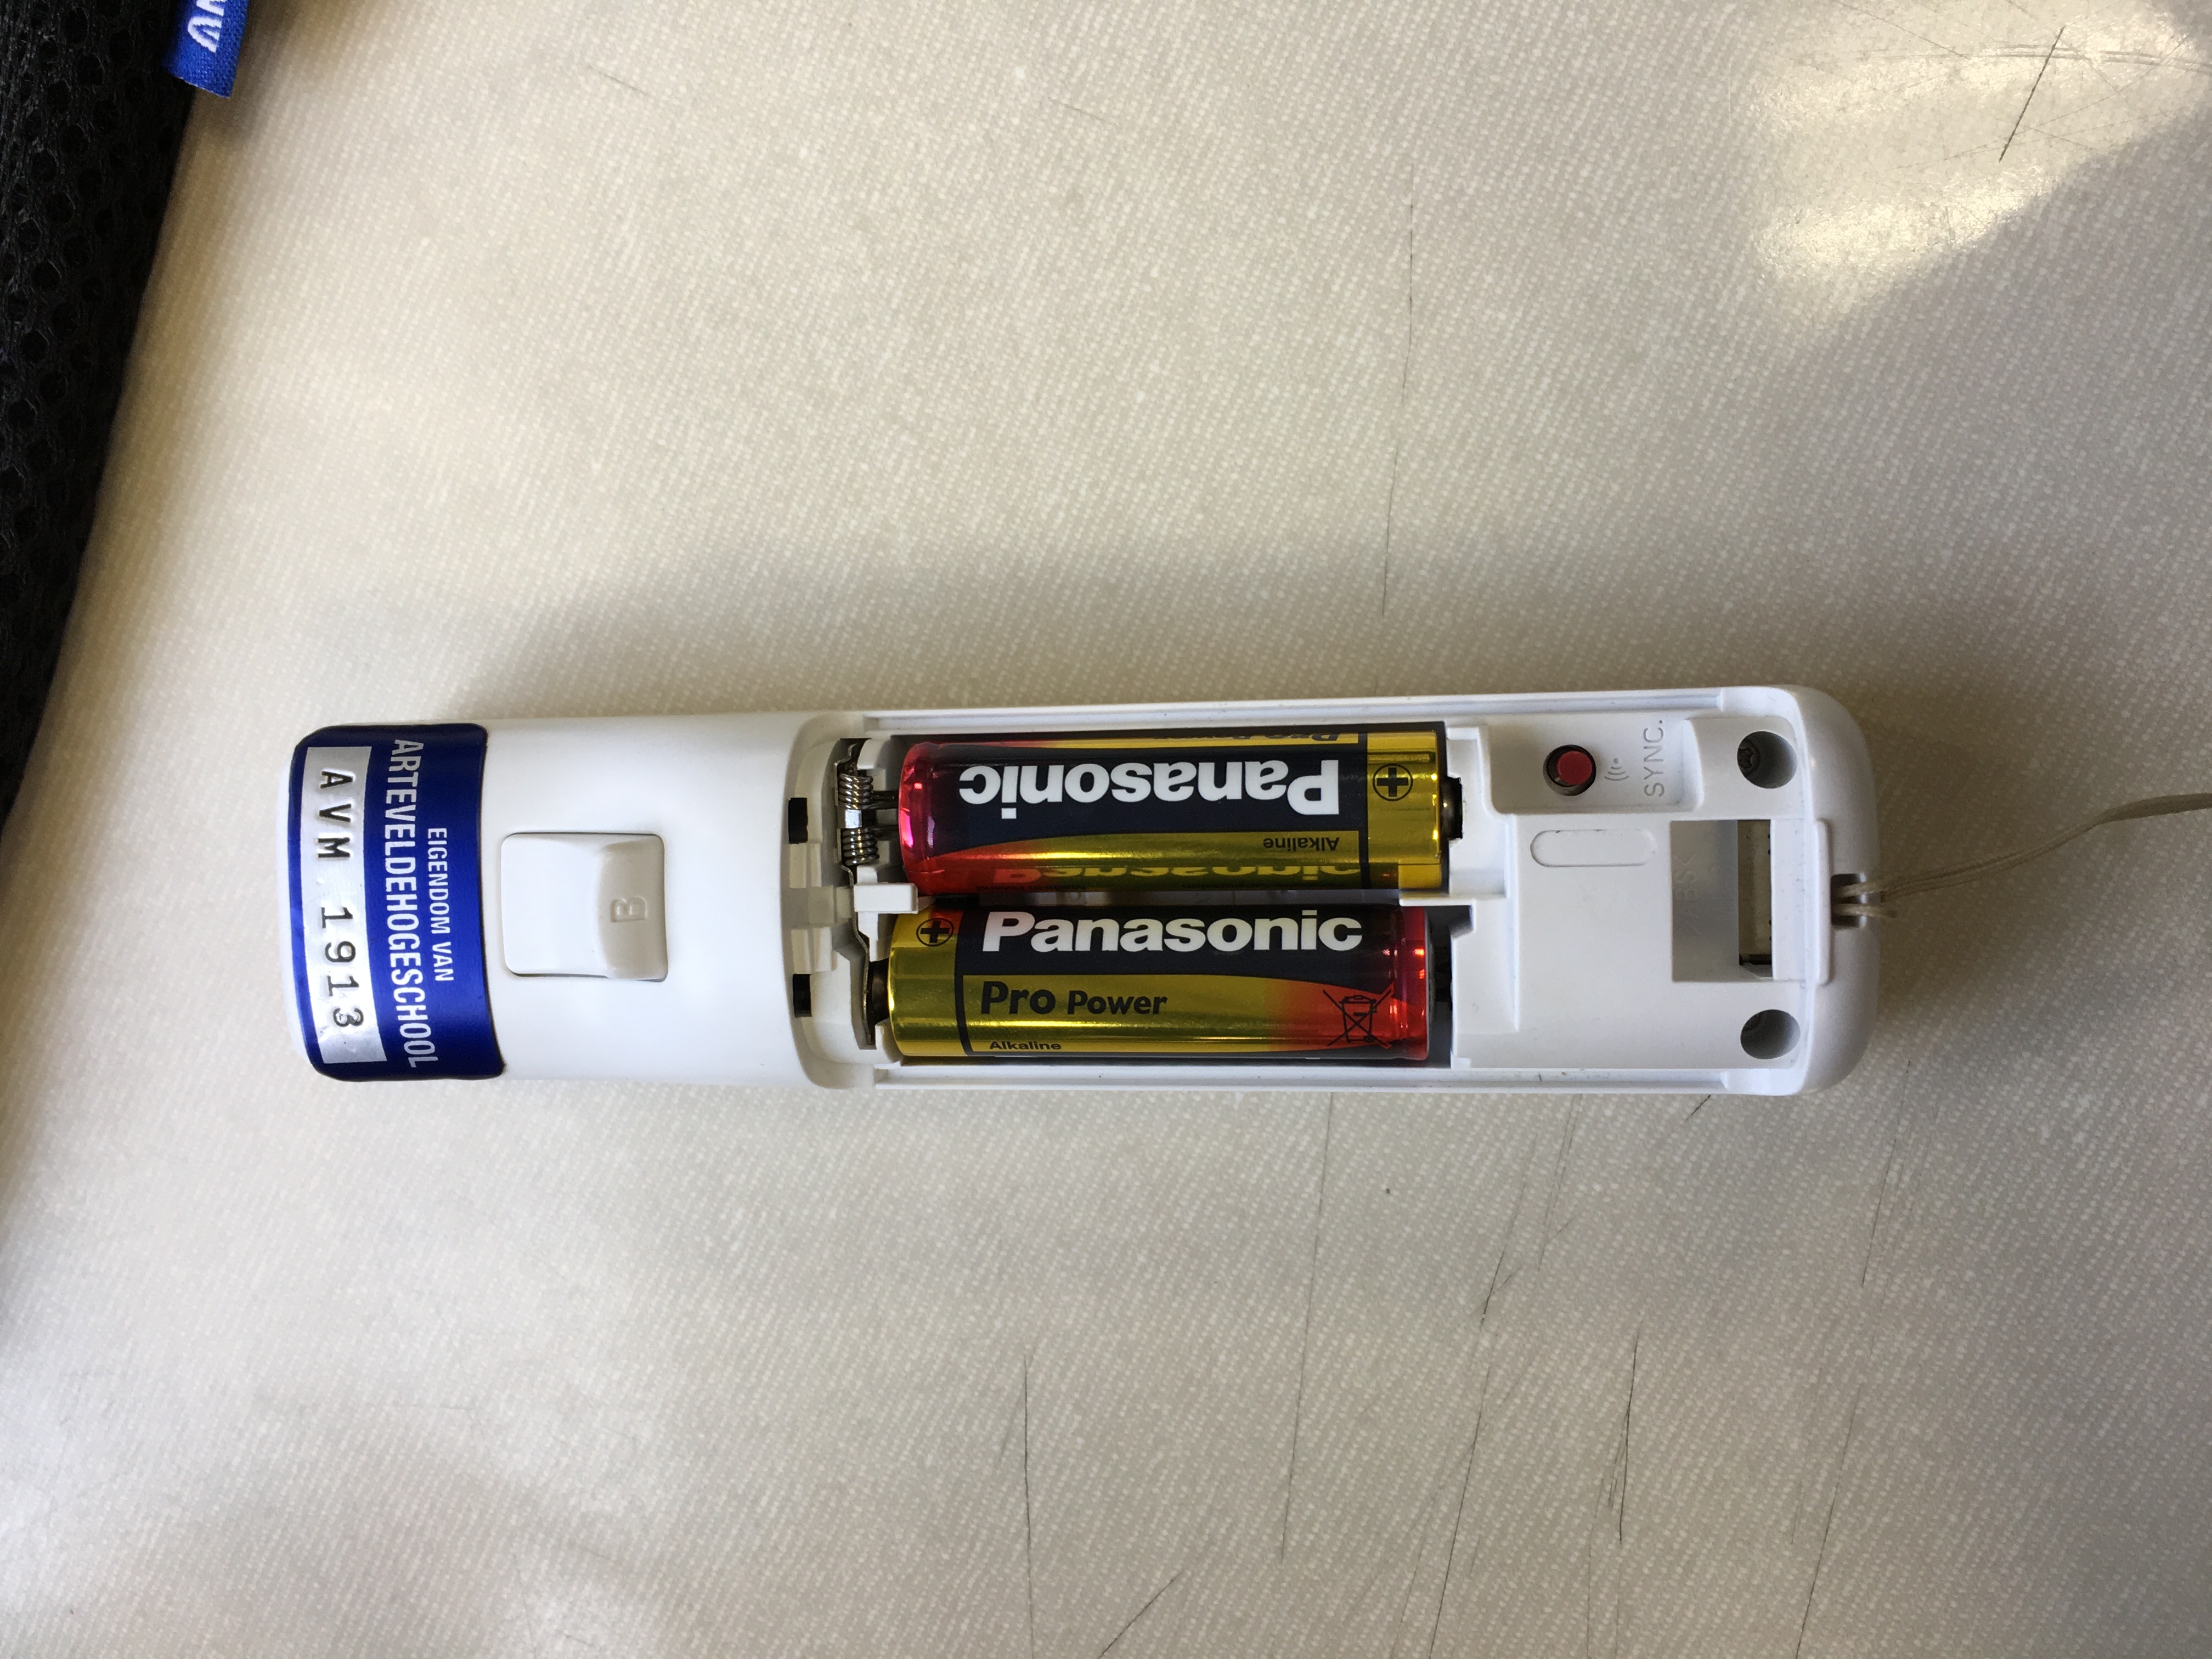 AVM 1913
ARTEVELDEHOGESCHOOL
EIGENDOM VAN
B
Panasonic
Pro Power
Alkaline
Panasonic
Alkaline
SYNC.